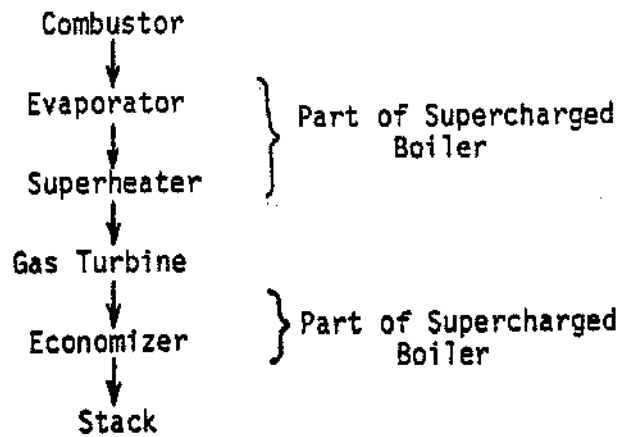 Combustor
Evaporator
Part of Supercharged
Boiler
Superheater
Gas Turbine
Economizer
Part of Supercharged
Boiler
Stack